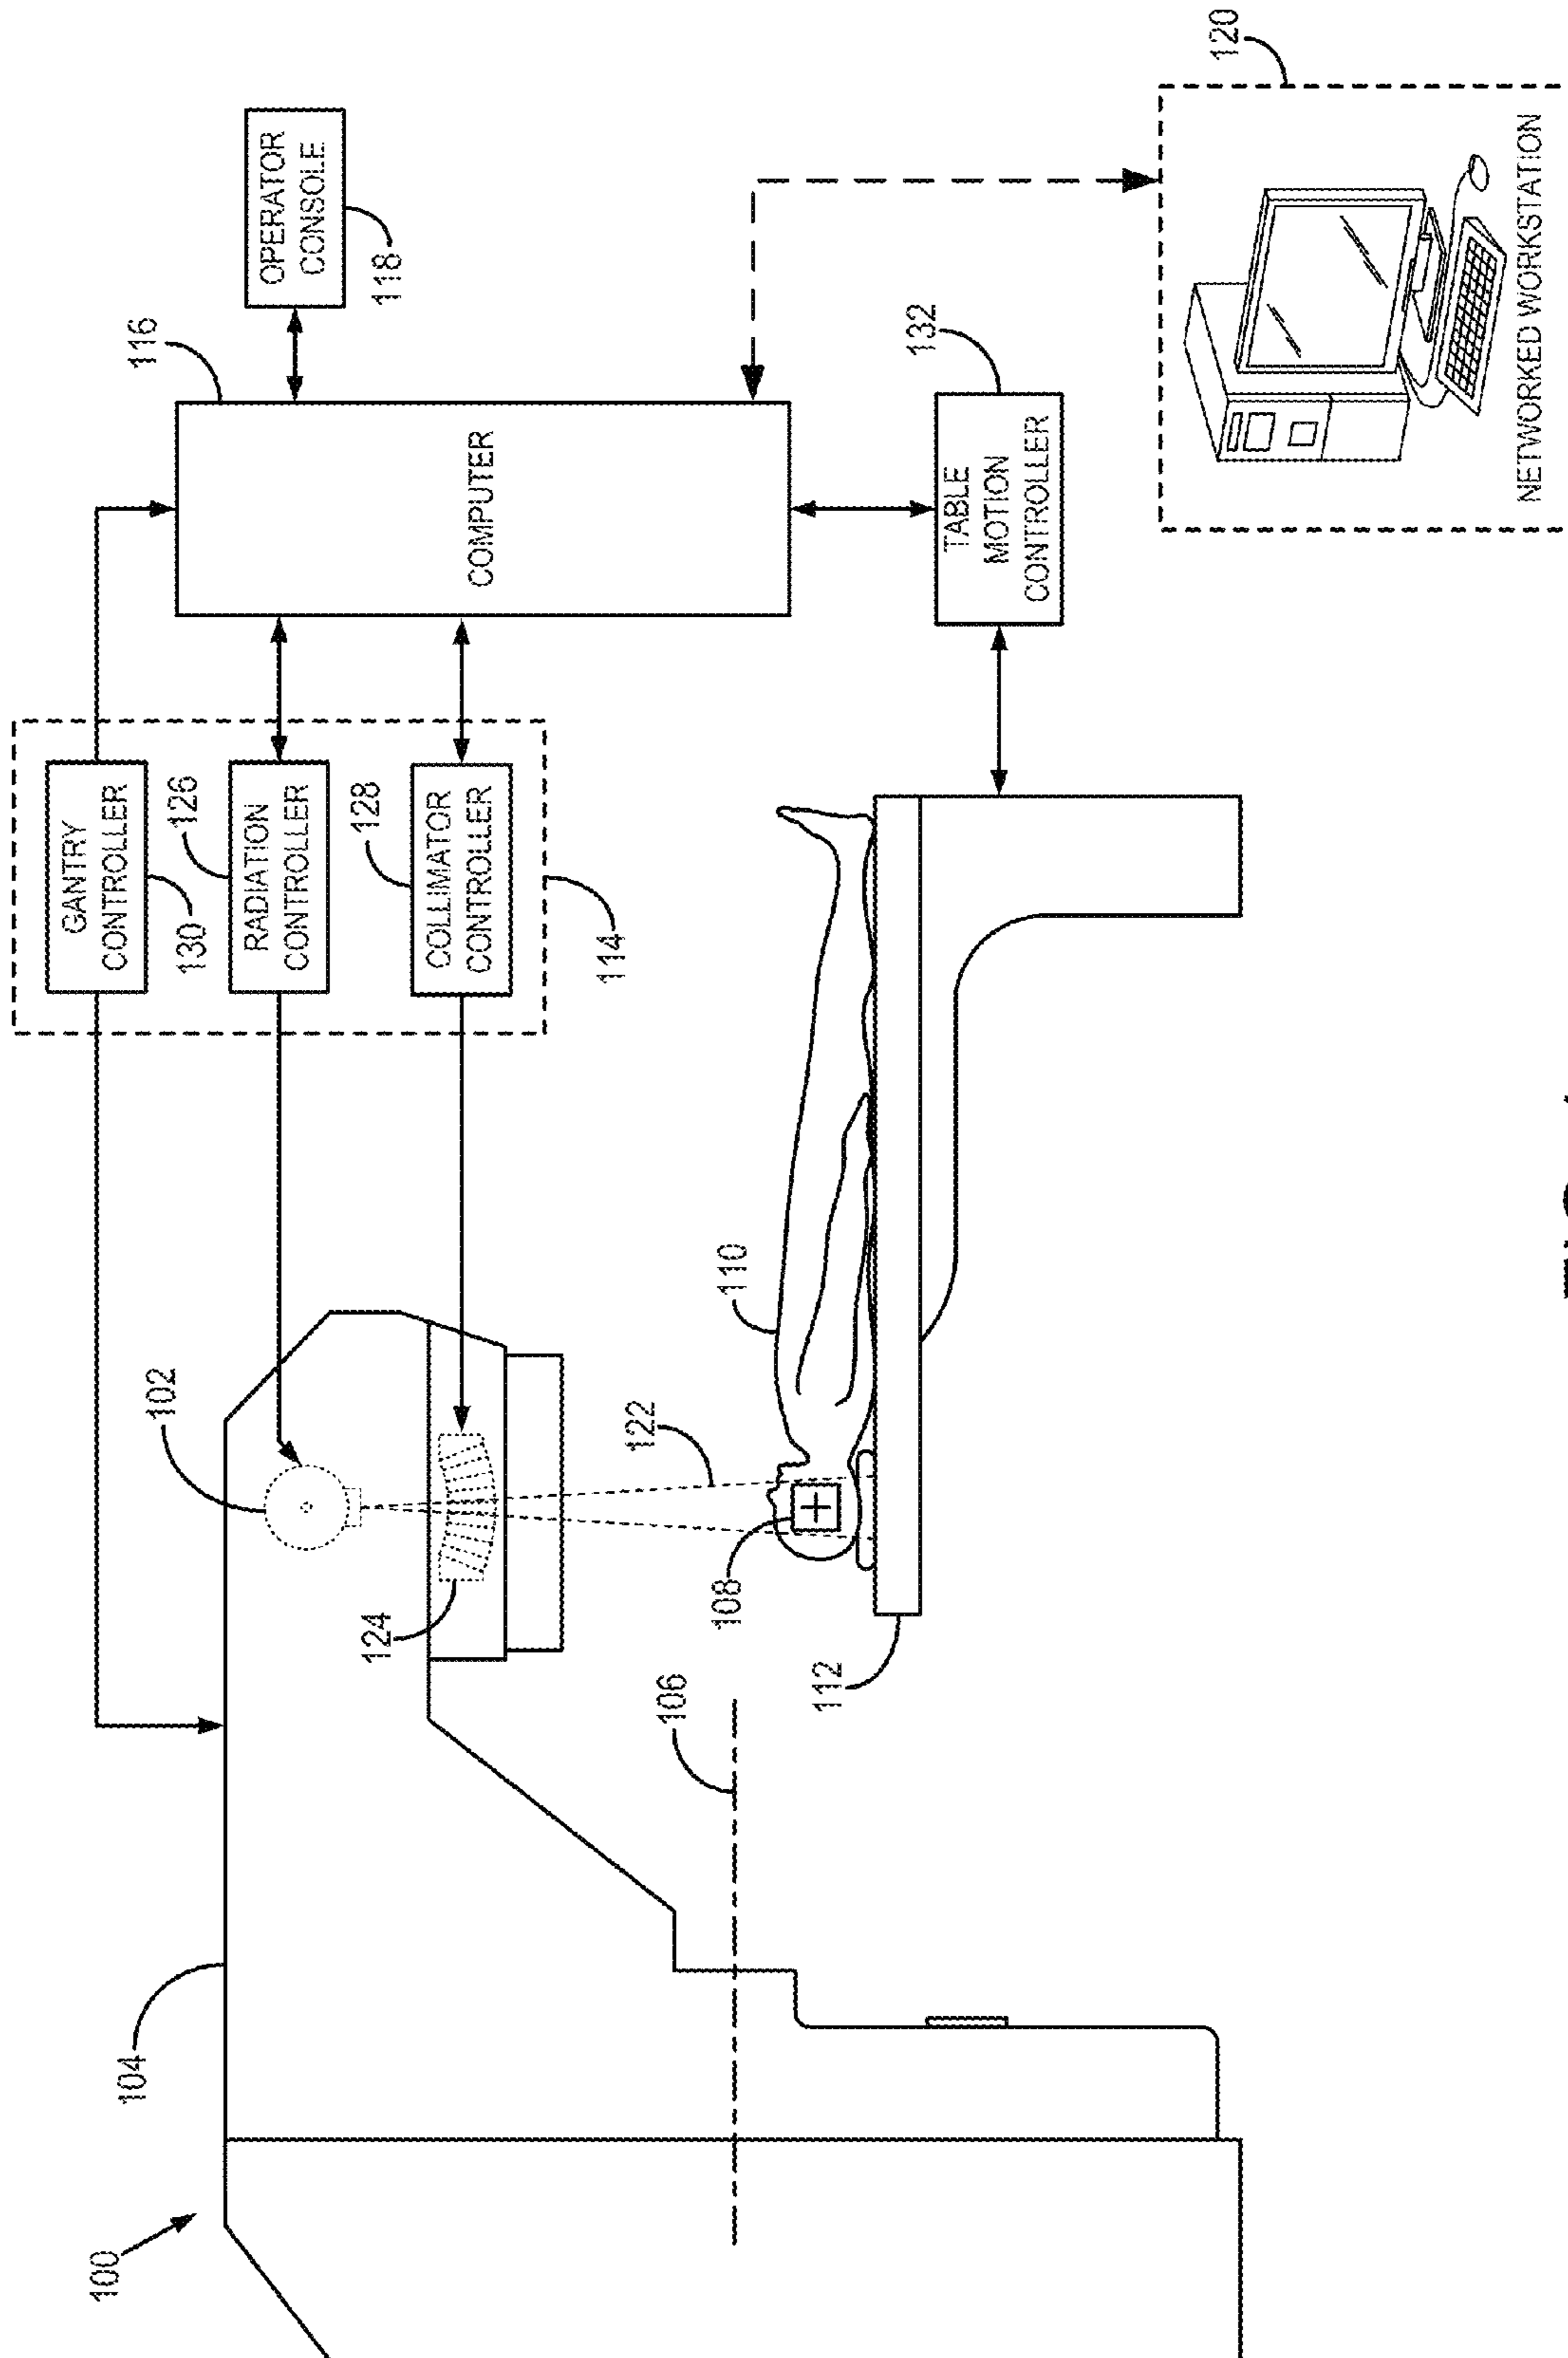 100
104
102
124
106
108
122
110
112
GANTRY
CONTROLLER
130
126
RADIATION
CONTROLLER
128
COLLIMATOR
CONTROLLER
114
116
COMPUTER
OPERATOR
CONSOLE
118
132
TABLE
MOTION
CONTROLLER
120
NETWORKED WORKSTATION